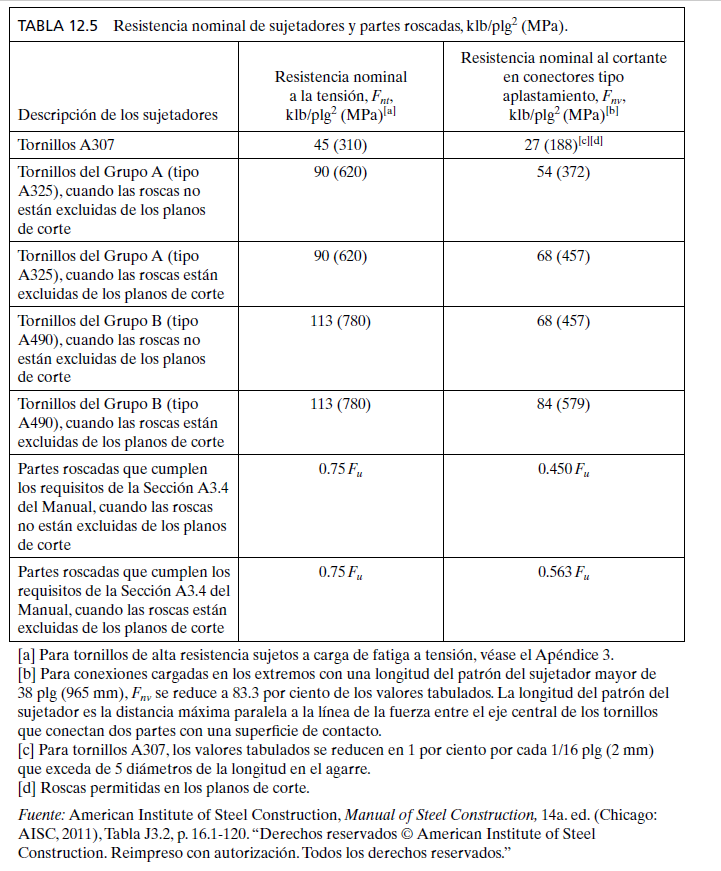 TABLA 12.5 Resistencia nominal de sujetadores y partes roscadas, klb/plg² (MPa).
Descripción de los sujetadores
Resistencia nominal
a la tensión, Fnt,
klb/plg² (MPa)[a]
Resistencia nominal al cortante
en conectores tipo
aplastamiento, Fnv,
klb/plg² (MPa)[b]
Tornillos A307
45 (310)
27 (188)[c][d]
Tornillos del Grupo A (tipo
A325), cuando las roscas no
están excluidas de los planos
de corte
90 (620)
54 (372)
Tornillos del Grupo A (tipo
A325), cuando las roscas están
excluidas de los planos de corte
90 (620)
68 (457)
Tornillos del Grupo B (tipo
A490), cuando las roscas no
están excluidas de los planos
de corte
113 (780)
68 (457)
Tornillos del Grupo B (tipo
A490), cuando las roscas están
excluidas de los planos de corte
113 (780)
84 (579)
Partes roscadas que cumplen
los requisitos de la Sección A3.4
del Manual, cuando las roscas
no están excluidas de los planos
de corte
0.75 Fu
0.450 Fu
Partes roscadas que cumplen los
requisitos de la Sección A3.4 del
Manual, cuando las roscas están
excluidas de los planos de corte
0.75 Fu
0.563 Fu
[a] Para tornillos de alta resistencia sujetos a carga de fatiga a tensión, véase el Apéndice 3.
[b] Para conexiones cargadas en los extremos con una longitud del patrón del sujetador mayor de
38 plg (965 mm), Fnv se reduce a 83.3 por ciento de los valores tabulados. La longitud del patrón del
sujetador es la distancia máxima paralela a la línea de la fuerza entre el eje central de los tornillos
que conectan dos partes con una superficie de contacto.
[c] Para tornillos A307, los valores tabulados se reducen en 1 por ciento por cada 1/16 plg (2 mm)
que exceda de 5 diámetros de la longitud en el agarre.
[d] Roscas permitidas en los planos de corte.
Fuente: American Institute of Steel Construction, Manual of Steel Construction, 14a. ed. (Chicago:
AISC, 2011), Tabla J3.2, p. 16.1-120. “Derechos reservados © American Institute of Steel
Construction. Reimpreso con autorización. Todos los derechos reservados.”